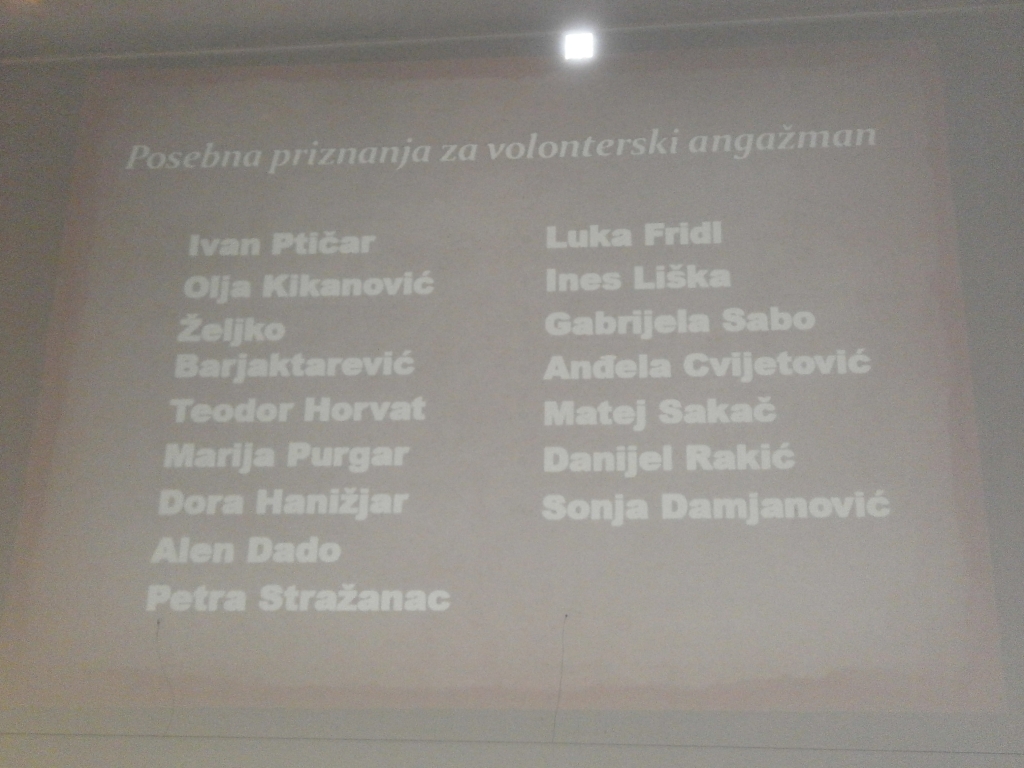 Posebna priznanja za volonterski angažman
Ivan Ptičar
Olja Kikanović
Željko
Barjaktarević
Teodor Horvat
Marija Purgar
Dora Hanižjar
Alen Dado
Petra Stražanac
Luka Fridl
Ines Liška
Gabrijela Sabo
Anđela Cvijetović
Matej Sakač
Danijel Rakić
Sonja Damjanović